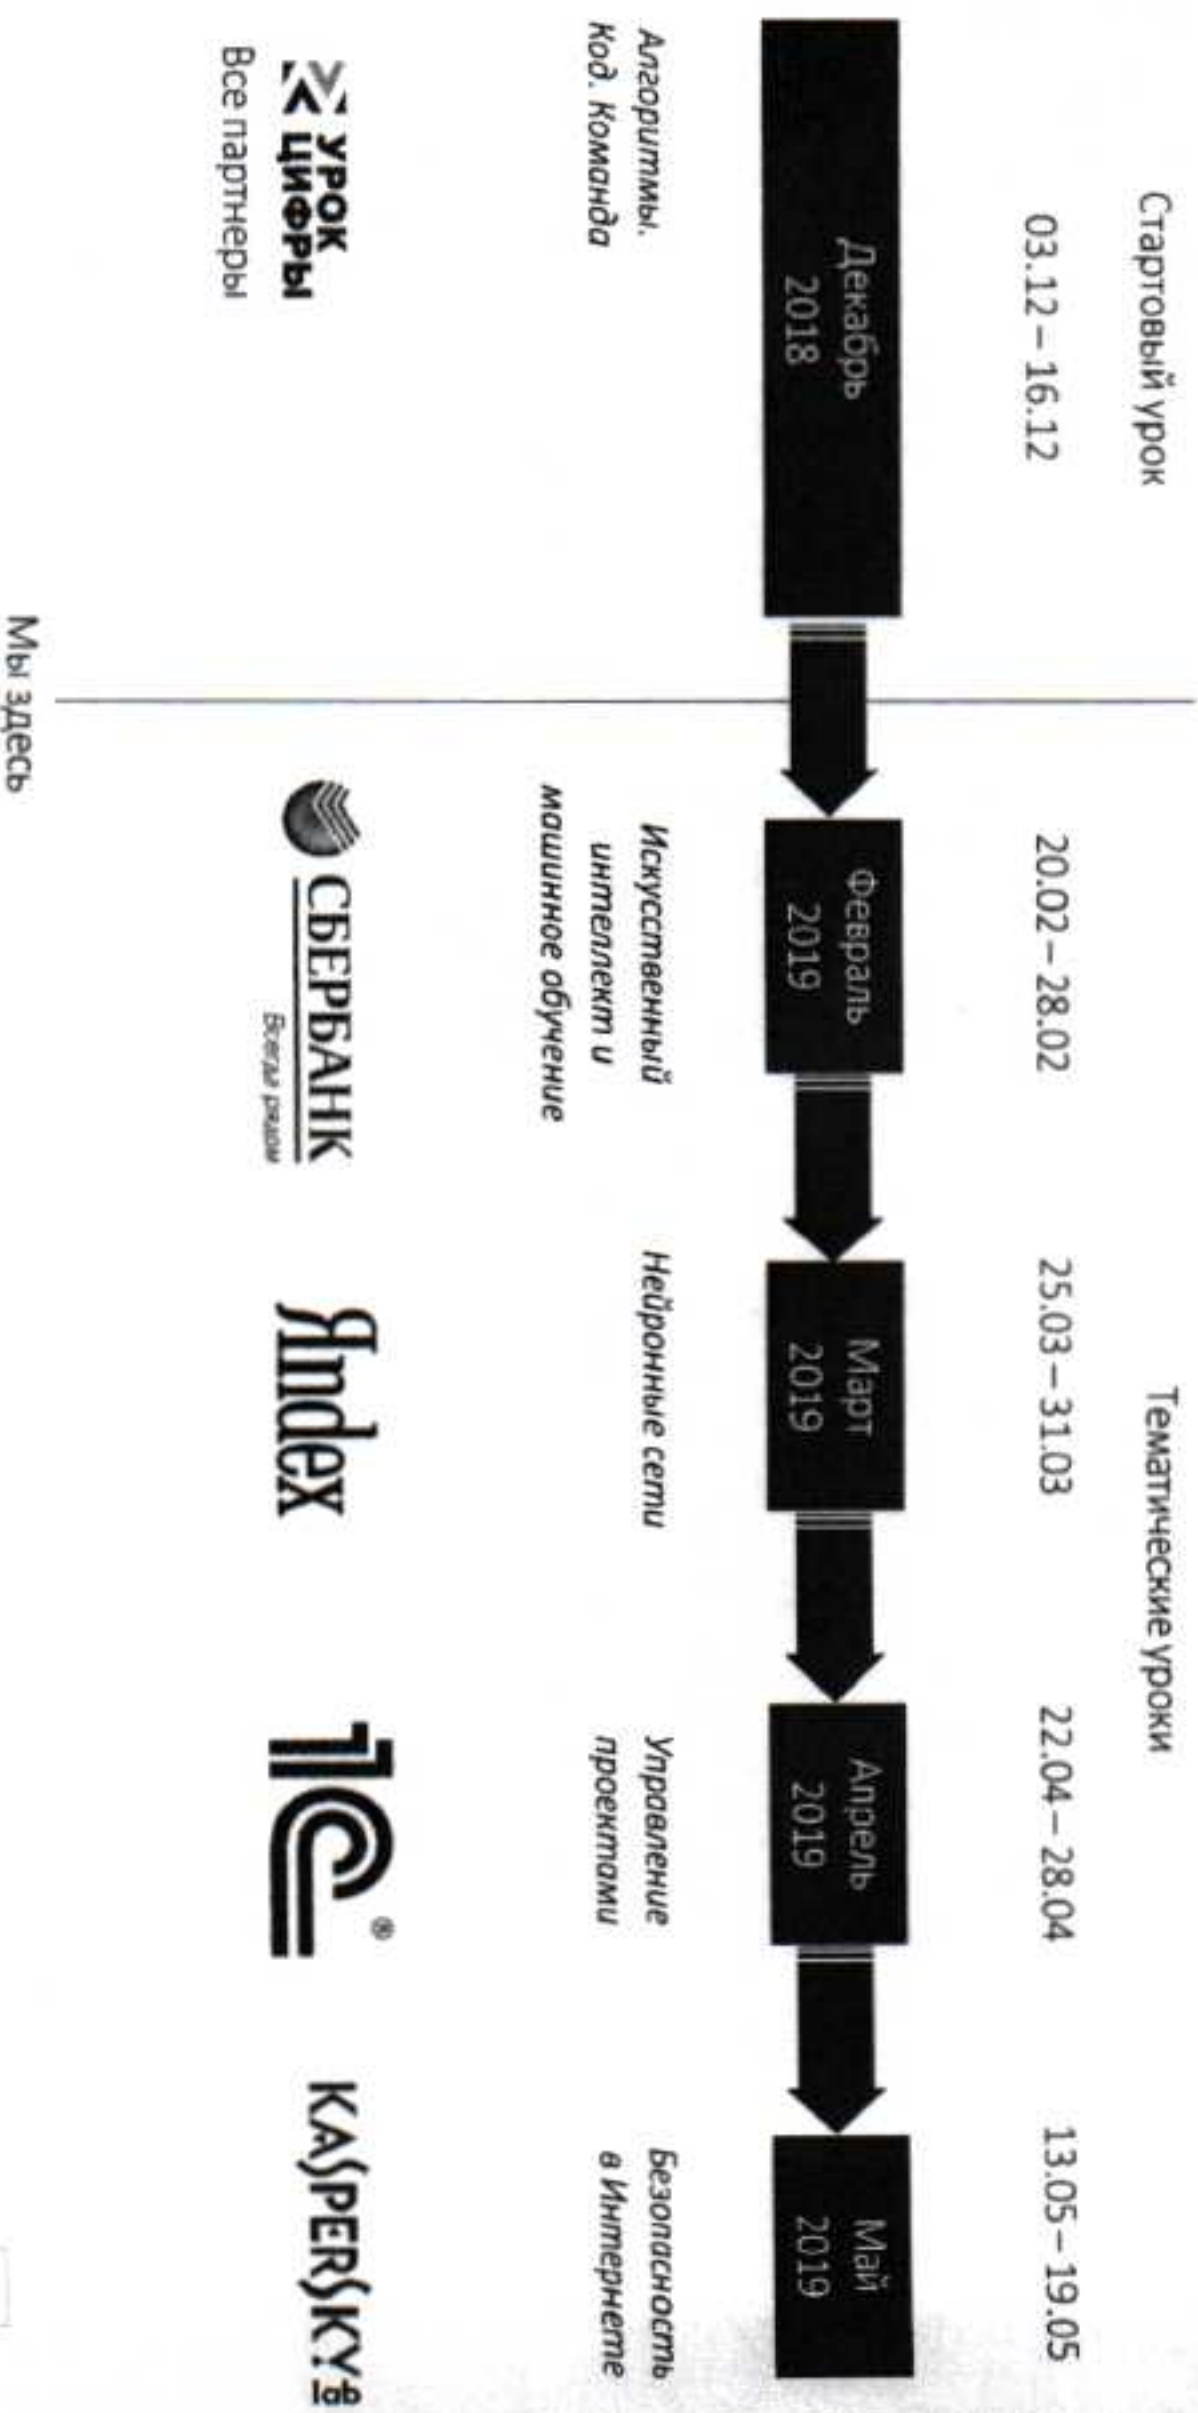 Стартовый урок
Тематические уроки
03.12 – 16.12
20.02 – 28.02
25.03 – 31.03
22.04 – 28.04
13.05 – 19.05
Декабрь
2018
Февраль
2019
Март
2019
Апрель
2019
Май
2019
Алгоритмы.
Код. Команда
Искусственный
интеллект и
машинное обучение
Нейронные сети
Управление
проектами
Безопасность
в Интернете
УРОК
ЦИФРЫ
Все партнеры
СБЕРБАНК
Всегда рядом
Яndex
1С®
KASPERSKY lab
Мы здесь